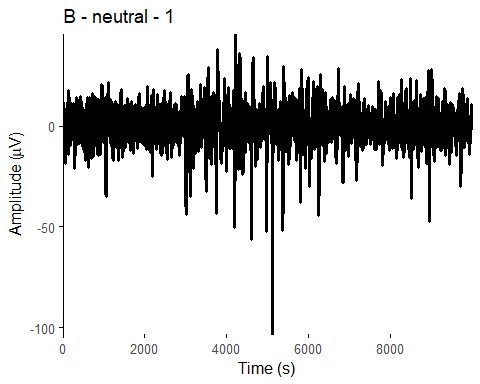 B - neutral - 1
Amplitude (μV)
0
-50
-100
0 2000 4000 6000 8000
Time (s)